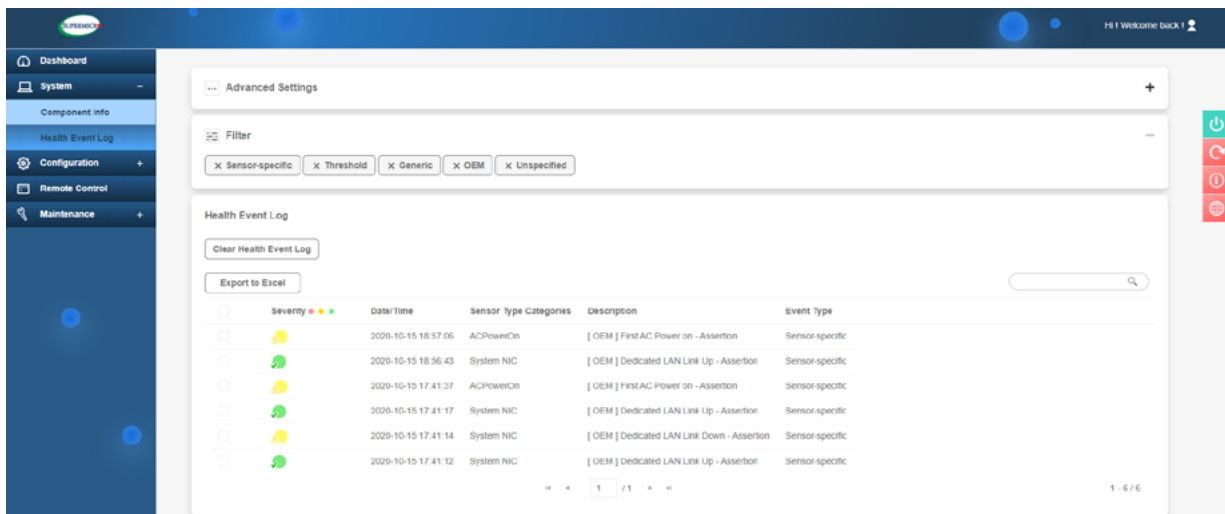 SUPERMICR
Hi ! Welcome back !
Dashboard
System
Component Info
Health Event Log
Configuration
Remote Control
Maintenance
Advanced Settings
Filter
× Sensor-specific × Threshold × Generic × OEM × Unspecified
Health Event Log
Clear Health Event Log
Export to Excel
Severity Date/Time Sensor Type Categories Description Event Type
2020-10-15 18:57:06 ACPowerOn [ OEM ] First AC Power on - Assertion Sensor-specific
2020-10-15 18:56:43 System NIC [ OEM ] Dedicated LAN Link Up - Assertion Sensor-specific
2020-10-15 17:41:37 ACPowerOn [ OEM ] First AC Power on - Assertion Sensor-specific
2020-10-15 17:41:17 System NIC [ OEM ] Dedicated LAN Link Up - Assertion Sensor-specific
2020-10-15 17:41:14 System NIC [ OEM ] Dedicated LAN Link Down - Assertion Sensor-specific
2020-10-15 17:41:12 System NIC [ OEM ] Dedicated LAN Link Up - Assertion Sensor-specific
1 / 1
1 - 6 / 6